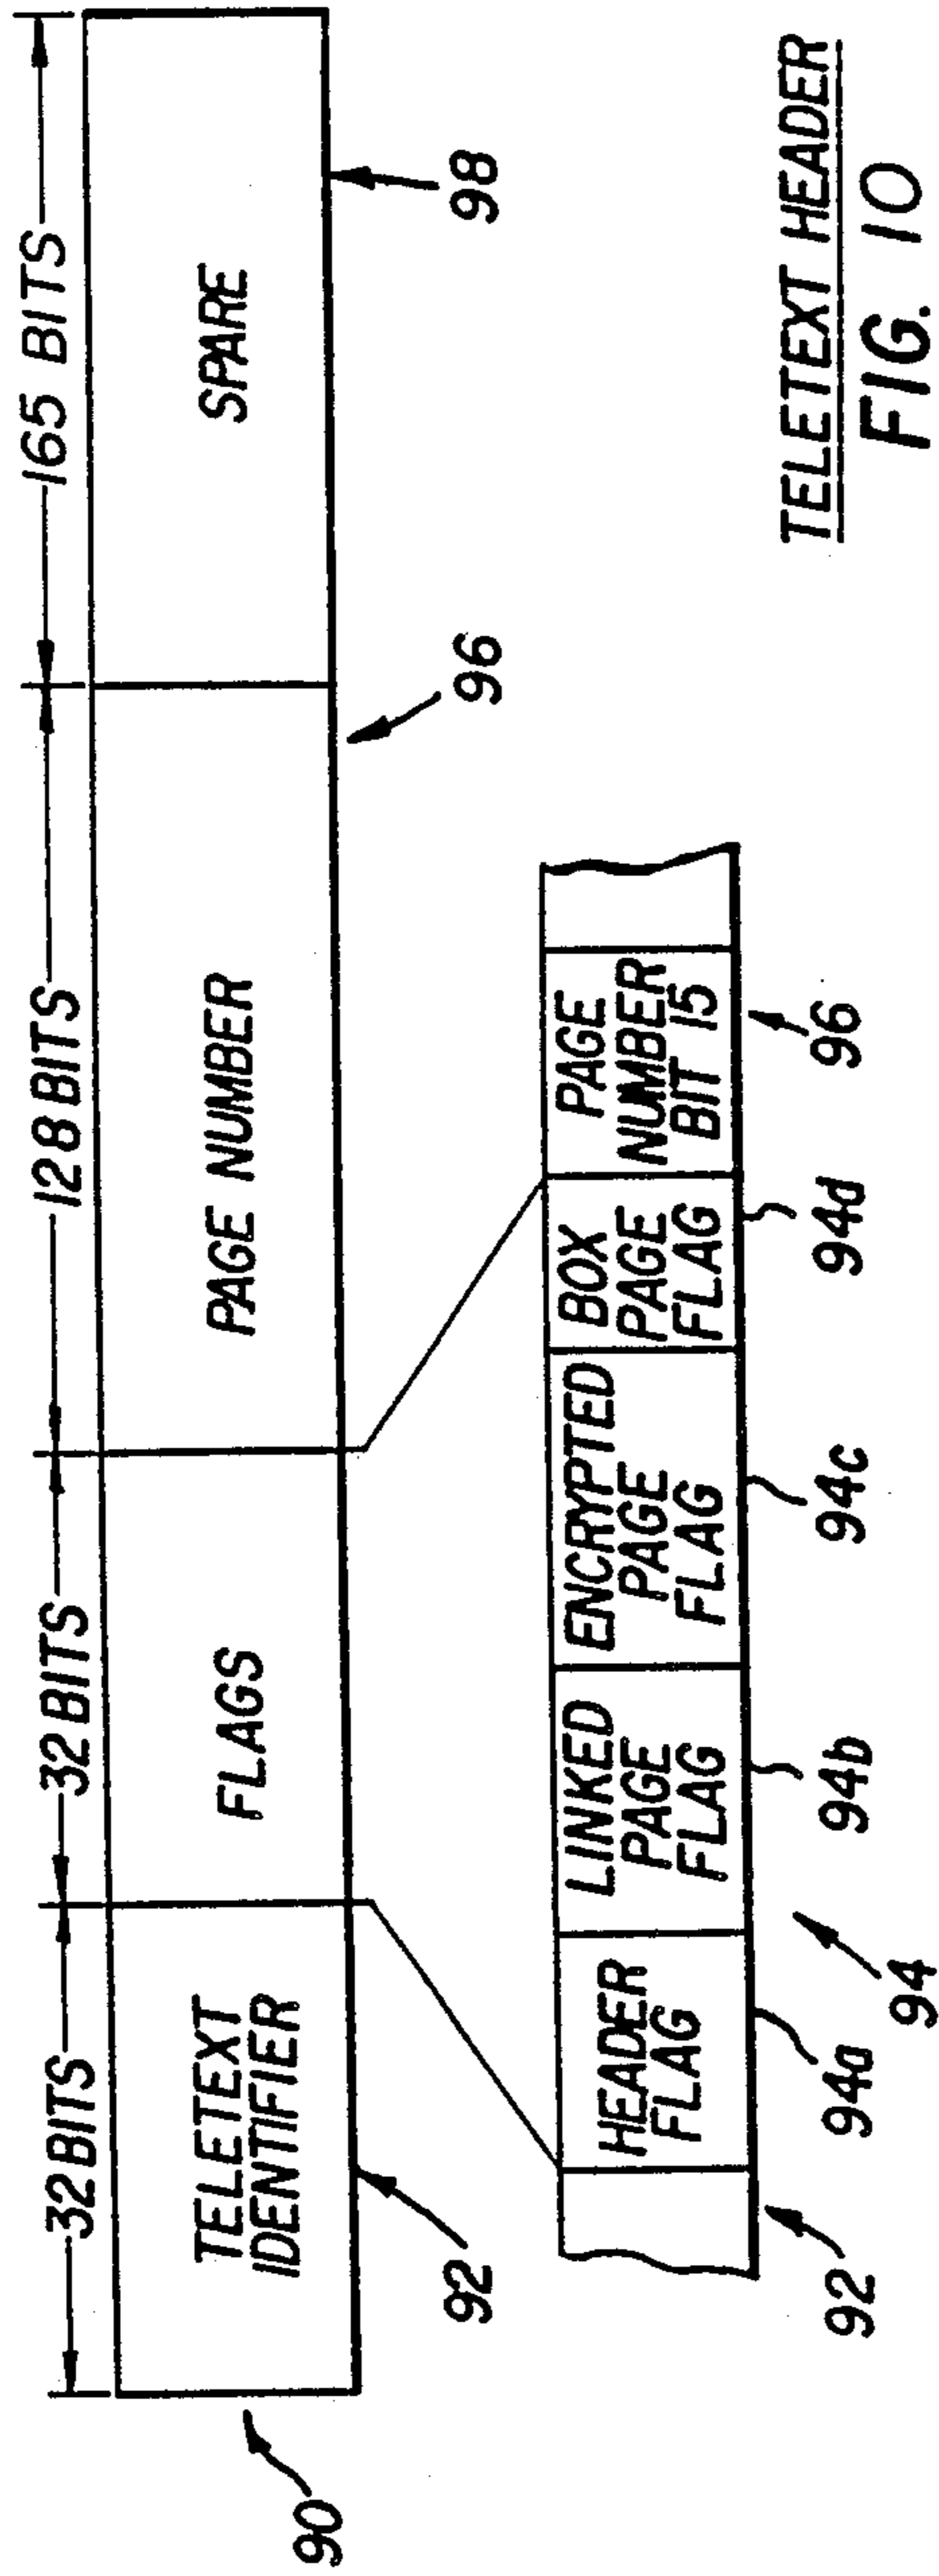 32 BITS
32 BITS
128 BITS
165 BITS
TELETEXT
IDENTIFIER
FLAGS
PAGE NUMBER
SPARE
90
92
96
98
HEADER
FLAG
LINKED
PAGE
FLAG
ENCRYPTED
PAGE
FLAG
BOX
PAGE
FLAG
PAGE
NUMBER
BIT 15
92
94a
94
94b
94c
94d
96
TELETEXT HEADER
FIG. 10